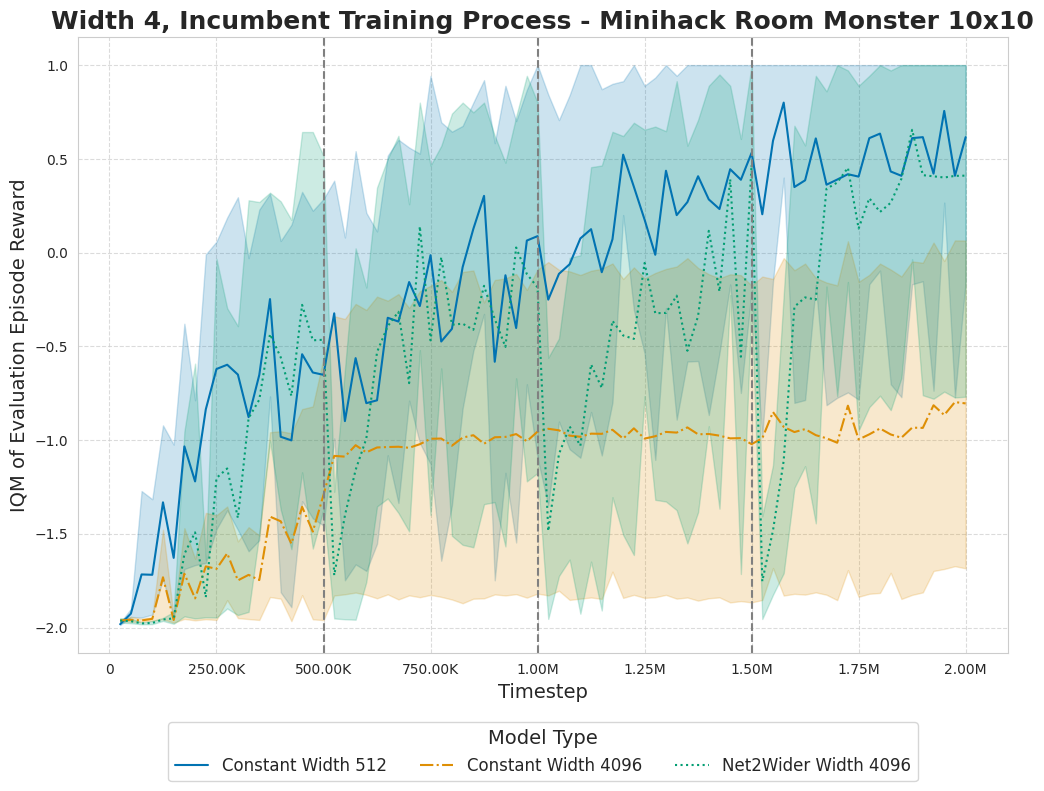 Width 4, Incumbent Training Process - Minihack Room Monster 10x10
IQM of Evaluation Episode Reward
1.0
0.5
0.0
−0.5
−1.0
−1.5
−2.0
0 250.00K 500.00K 750.00K 1.00M 1.25M 1.50M 1.75M 2.00M
Timestep
Model Type
Constant Width 512 Constant Width 4096 Net2Wider Width 4096